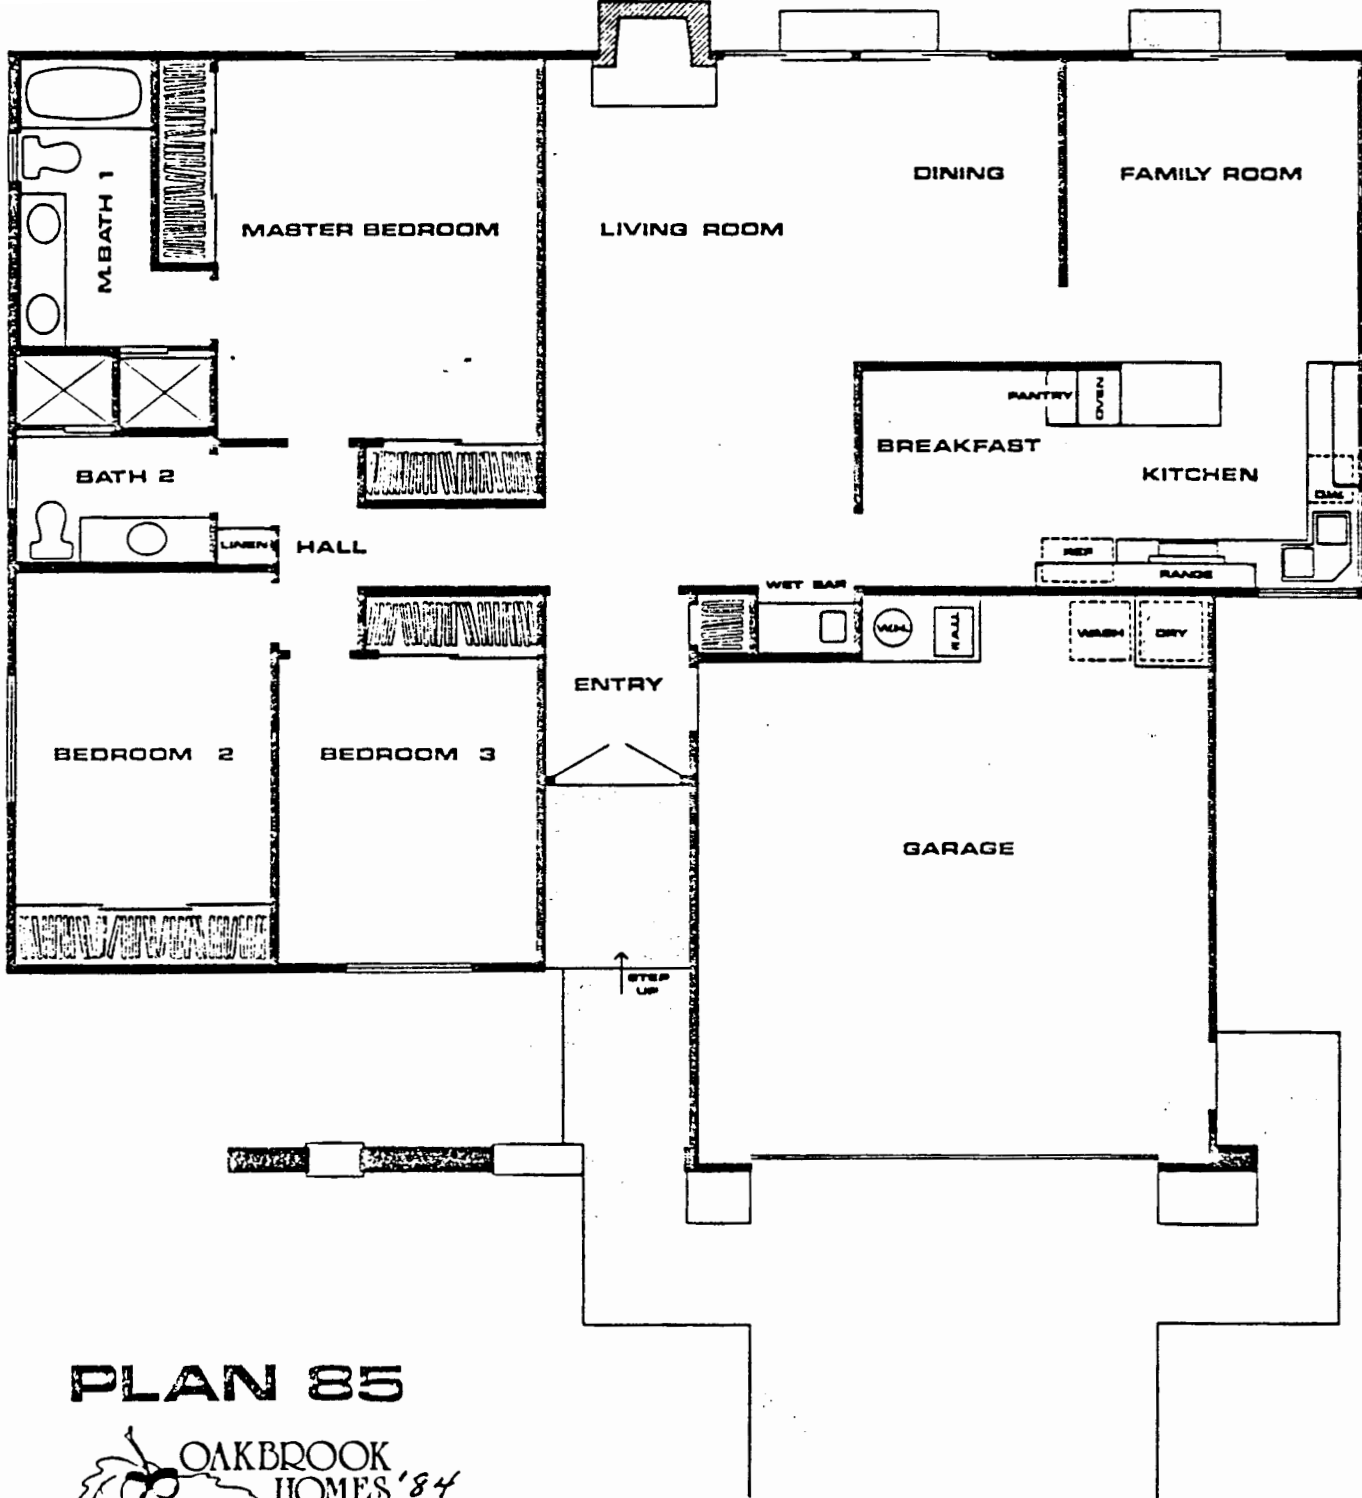 DINING
FAMILY ROOM
M.BATH 1
MASTER BEDROOM
LIVING ROOM
PANTRY
OVEN
BREAKFAST
KITCHEN
BATH 2
D.W.
LINEN
HALL
REF
RANGE
WET BAR
W.H.
F.A.U.
WASH
DRY
ENTRY
BEDROOM 2
BEDROOM 3
GARAGE
STEP
UP
PLAN 85
OAKBROOK
HOMES '84